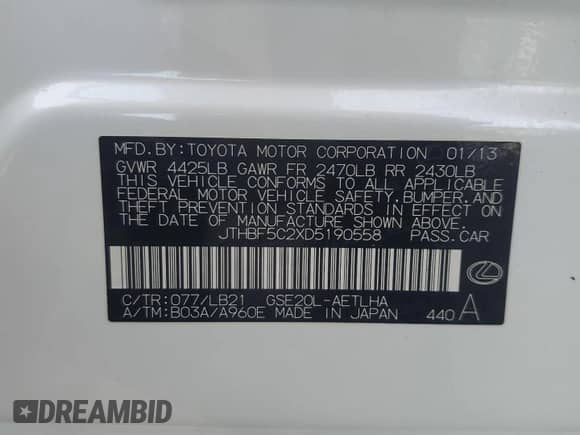 MFD.BY:TOYOTA MOTOR CORPORATION 01/13
GVWR 4425LB GAWR FR 2470LB RR 2430LB
THIS VEHICLE CONFORMS TO ALL APPLICABLE
FEDERAL MOTOR VEHICLE SAFETY,BUMPER,AND
THEFT PREVENTION STANDARDS IN EFFECT ON
THE DATE OF MANUFACTURE SHOWN ABOVE.
JTHBF5C2XD5190558 PASS.CAR
C/TR:077/LB21 GSE20L-AETLHA
A/TM:B03A/A960E MADE IN JAPAN 440 A
DREAMBID